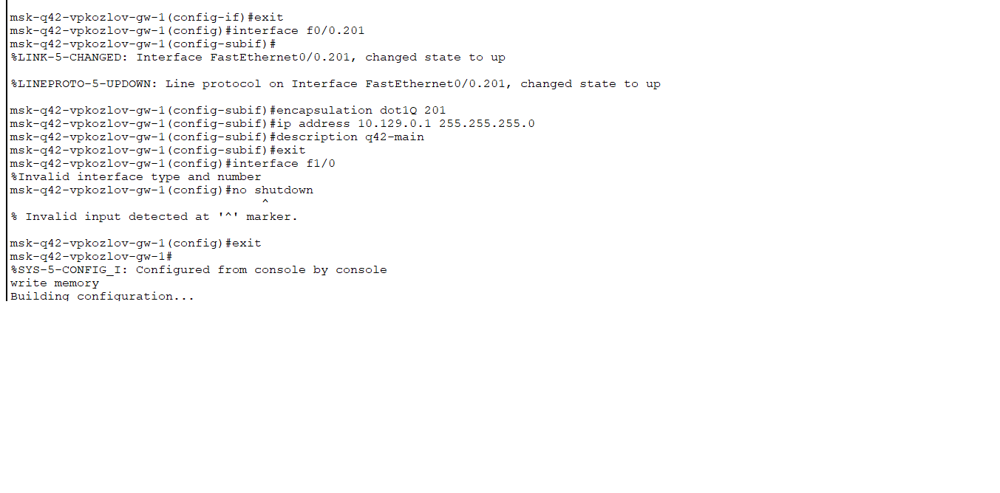 msk-q42-vpkozlov-gw-1(config-if)#exit
msk-q42-vpkozlov-gw-1(config)#interface f0/0.201
msk-q42-vpkozlov-gw-1(config-subif)#
%LINK-5-CHANGED: Interface FastEthernet0/0.201, changed state to up
%LINEPROTO-5-UPDOWN: Line protocol on Interface FastEthernet0/0.201, changed state to up
msk-q42-vpkozlov-gw-1(config-subif)#encapsulation dot1Q 201
msk-q42-vpkozlov-gw-1(config-subif)#ip address 10.129.0.1 255.255.255.0
msk-q42-vpkozlov-gw-1(config-subif)#description q42-main
msk-q42-vpkozlov-gw-1(config-subif)#exit
msk-q42-vpkozlov-gw-1(config)#interface f1/0
%Invalid interface type and number
msk-q42-vpkozlov-gw-1(config)#no shutdown
^
% Invalid input detected at '^' marker.
msk-q42-vpkozlov-gw-1(config)#exit
msk-q42-vpkozlov-gw-1#
%SYS-5-CONFIG_I: Configured from console by console
write memory
Building configuration...